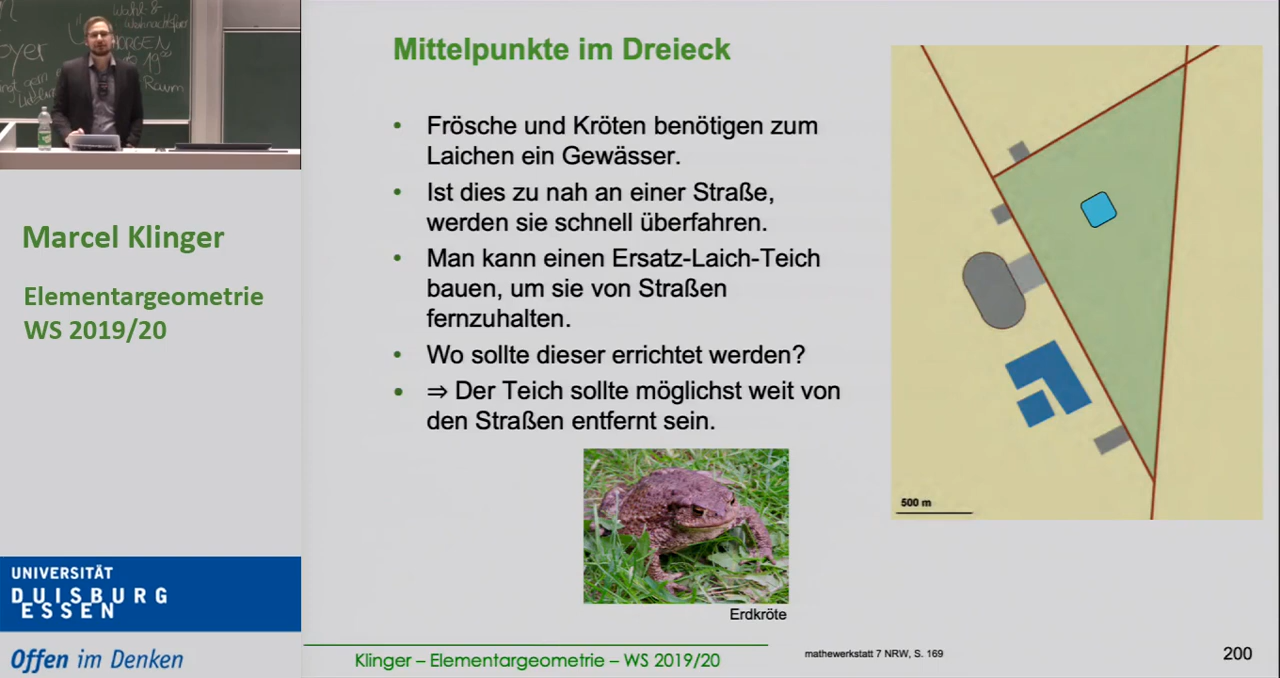 Wahl-&
MORGEN
Raum
Mittelpunkte im Dreieck
• Frösche und Kröten benötigen zum
Laichen ein Gewässer.
• Ist dies zu nah an einer Straße,
werden sie schnell überfahren.
• Man kann einen Ersatz-Laich-Teich
bauen, um sie von Straßen
fernzuhalten.
• Wo sollte dieser errichtet werden?
• ⇒ Der Teich sollte möglichst weit von
den Straßen entfernt sein.
Erdkröte
500 m
Marcel Klinger
Elementargeometrie
WS 2019/20
UNIVERSITÄT
DUISBURG
ESSEN
Offen im Denken
Klinger – Elementargeometrie – WS 2019/20
mathewerkstatt 7 NRW, S. 169
200